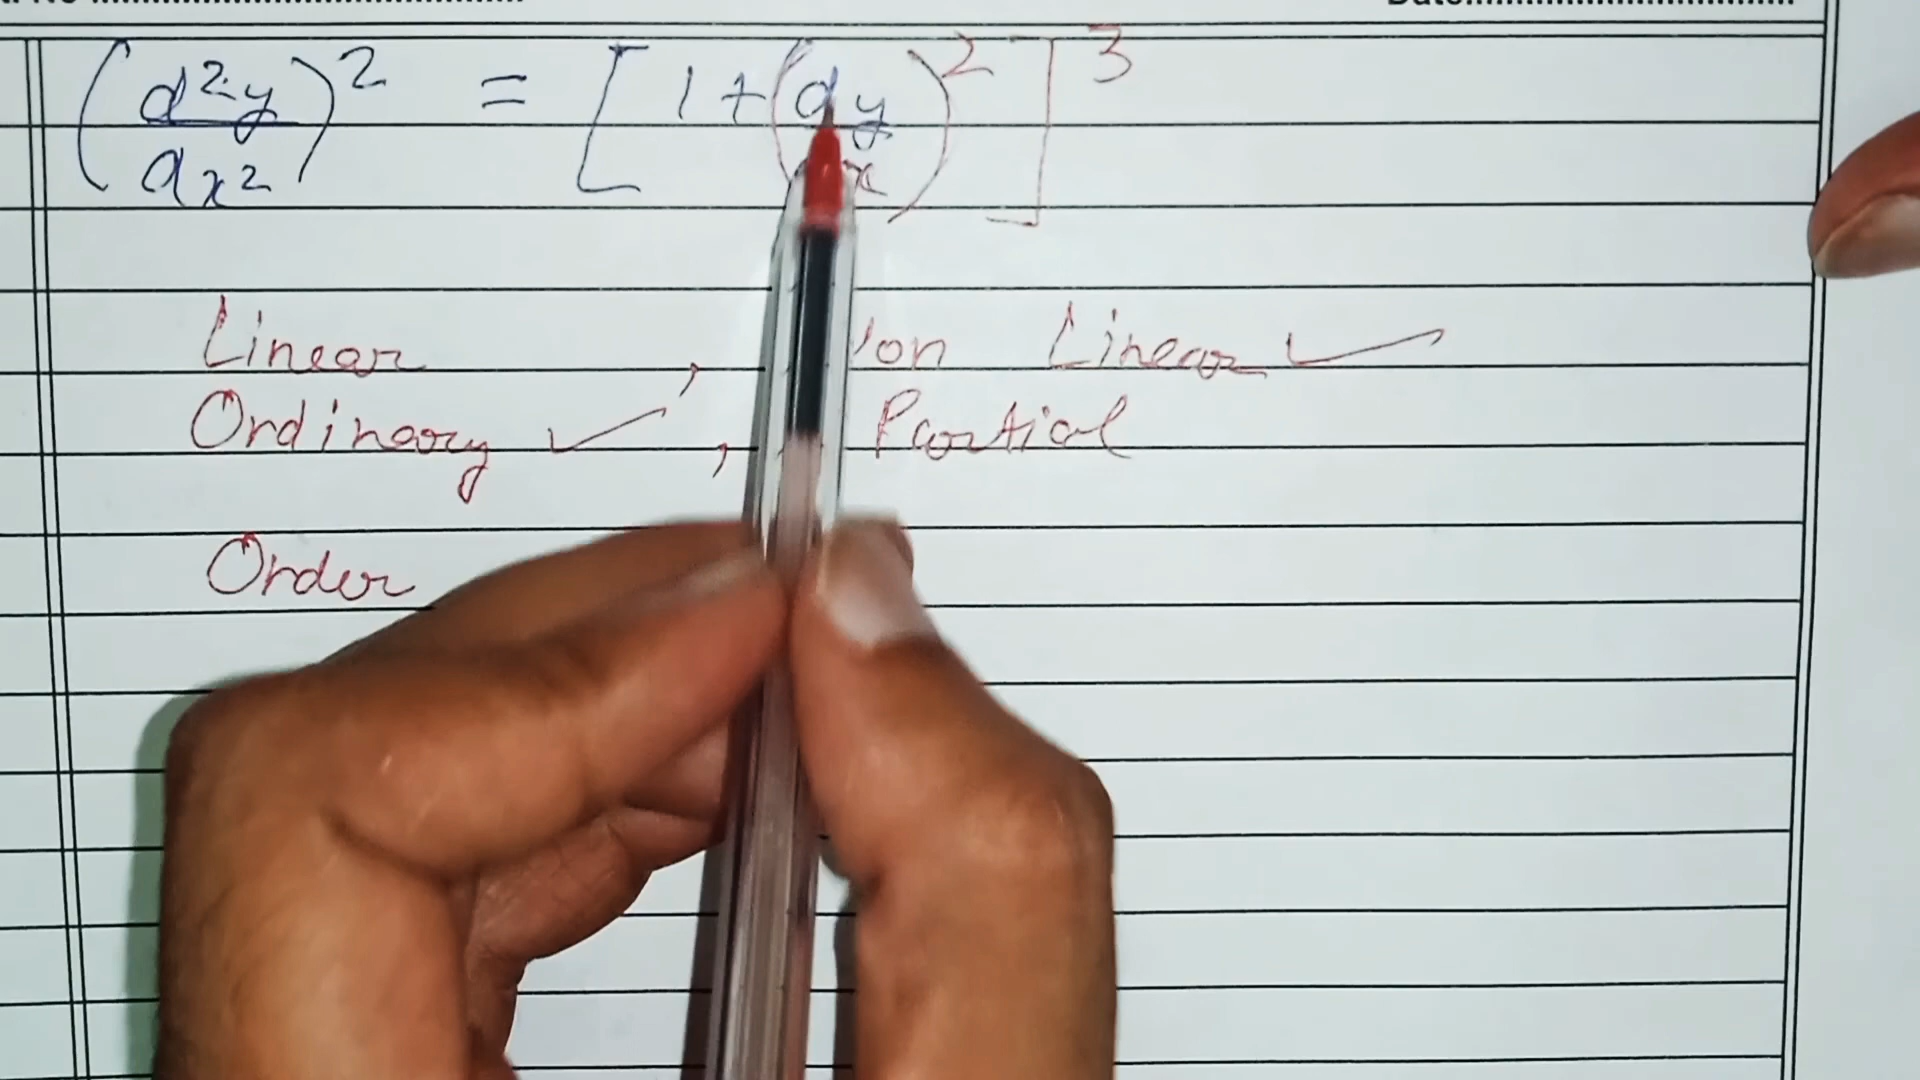 (d²y/dx²)² = [1+(dy/dx)²]³
Linear , Non Linear ✓
Ordinary ✓ , Partial
Order